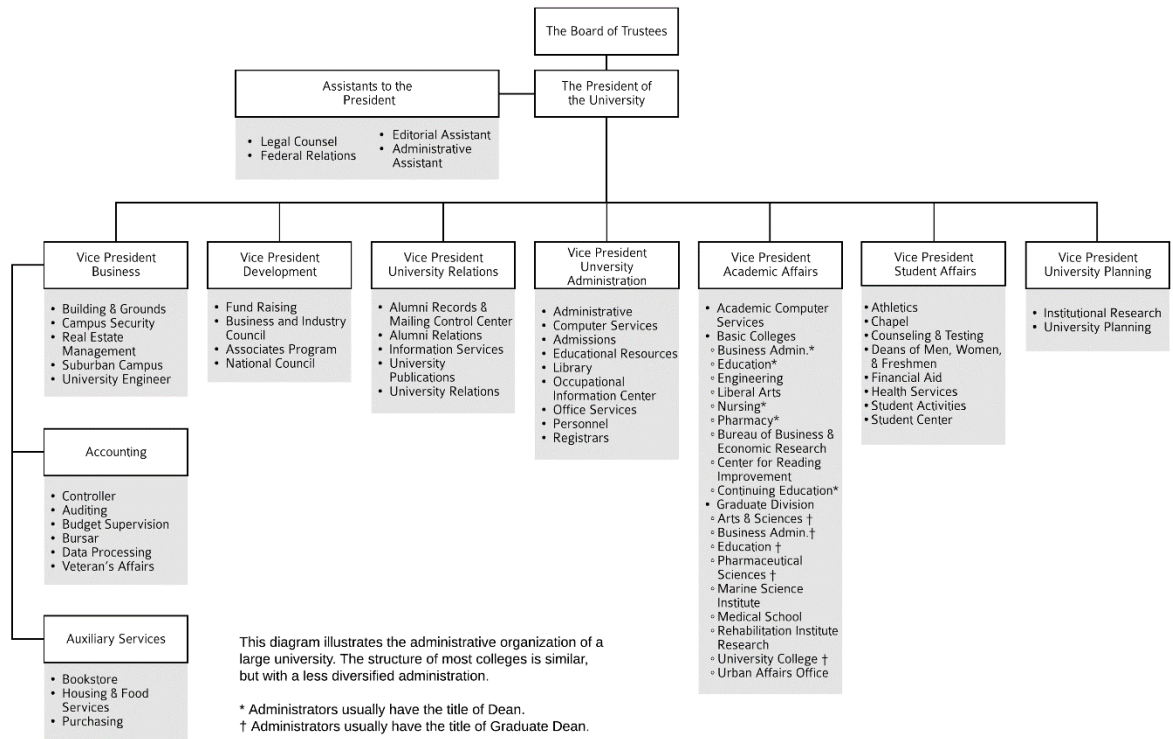 The Board of Trustees
Assistants to the
President
The President of
the University
• Legal Counsel
• Federal Relations
• Editorial Assistant
• Administrative
Assistant
Vice President
Business
• Building & Grounds
• Campus Security
• Real Estate
Management
• Suburban Campus
• University Engineer
Accounting
• Controller
• Auditing
• Budget Supervision
• Bursar
• Data Processing
• Veteran's Affairs
Auxiliary Services
• Bookstore
• Housing & Food
Services
• Purchasing
Vice President
Development
• Fund Raising
• Business and Industry
Council
• Associates Program
• National Council
Vice President
University Relations
• Alumni Records &
Mailing Control Center
• Alumni Relations
• Information Services
• University
Publications
• University Relations
Vice President
Unversity
Administration
• Administrative
• Computer Services
• Admissions
• Educational Resources
• Library
• Occupational
Information Center
• Office Services
• Personnel
• Registrars
Vice President
Academic Affairs
• Academic Computer
Services
• Basic Colleges
◦ Business Admin.*
◦ Education*
◦ Engineering
◦ Liberal Arts
◦ Nursing*
◦ Pharmacy*
◦ Bureau of Business &
Economic Research
◦ Center for Reading
Improvement
◦ Continuing Education*
• Graduate Division
◦ Arts & Sciences †
◦ Business Admin.†
◦ Education †
◦ Pharmaceutical
Sciences †
◦ Marine Science
Institute
◦ Medical School
◦ Rehabilitation Institute
Research
◦ University College †
◦ Urban Affairs Office
Vice President
Student Affairs
• Athletics
• Chapel
• Counseling & Testing
• Deans of Men, Women,
& Freshmen
• Financial Aid
• Health Services
• Student Activities
• Student Center
Vice President
University Planning
• Institutional Research
• University Planning
This diagram illustrates the administrative organization of a
large university. The structure of most colleges is similar,
but with a less diversified administration.
* Administrators usually have the title of Dean.
† Administrators usually have the title of Graduate Dean.